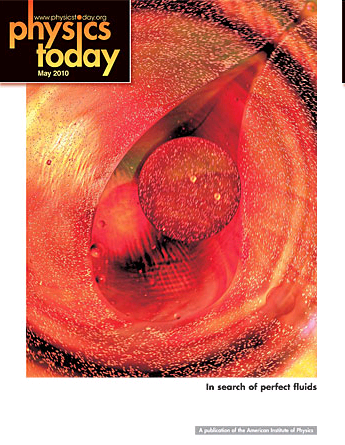 www.physicstoday.org
physics
today
May 2010
In search of perfect fluids
A publication of the American Institute of Physics